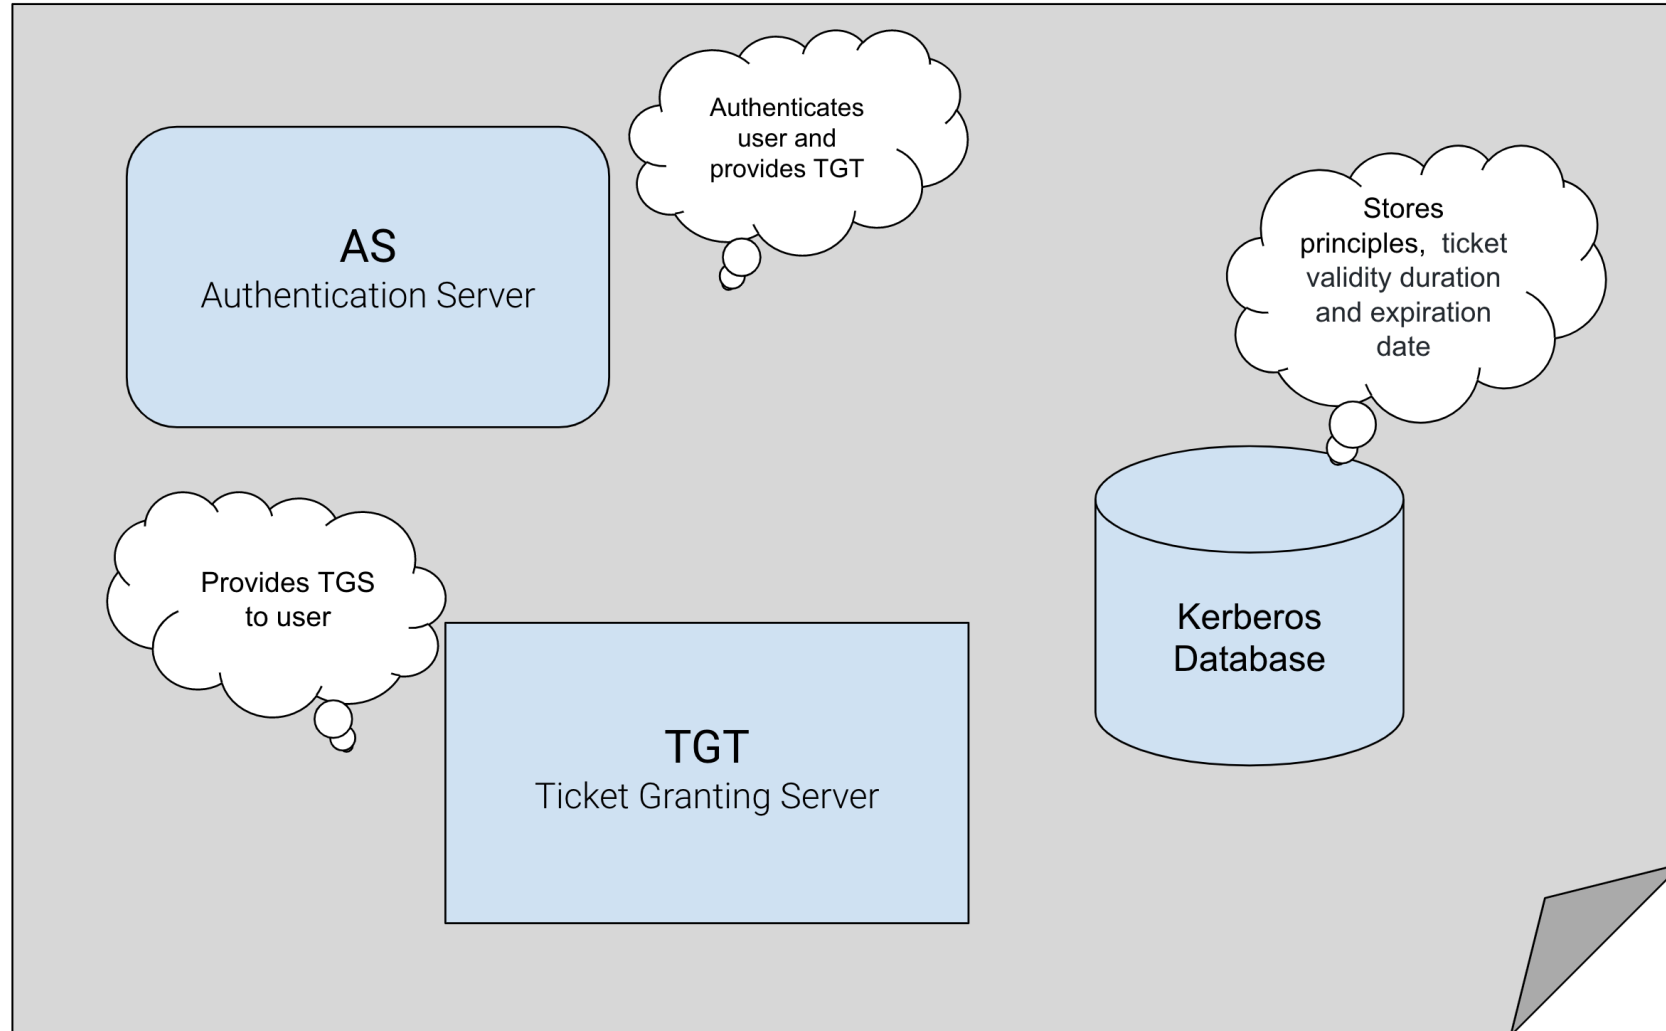 Authenticates
user and
provides TGT
AS
Authentication Server
Stores
principles, ticket
validity duration
and expiration
date
Provides TGS
to user
Kerberos
Database
TGT
Ticket Granting Server